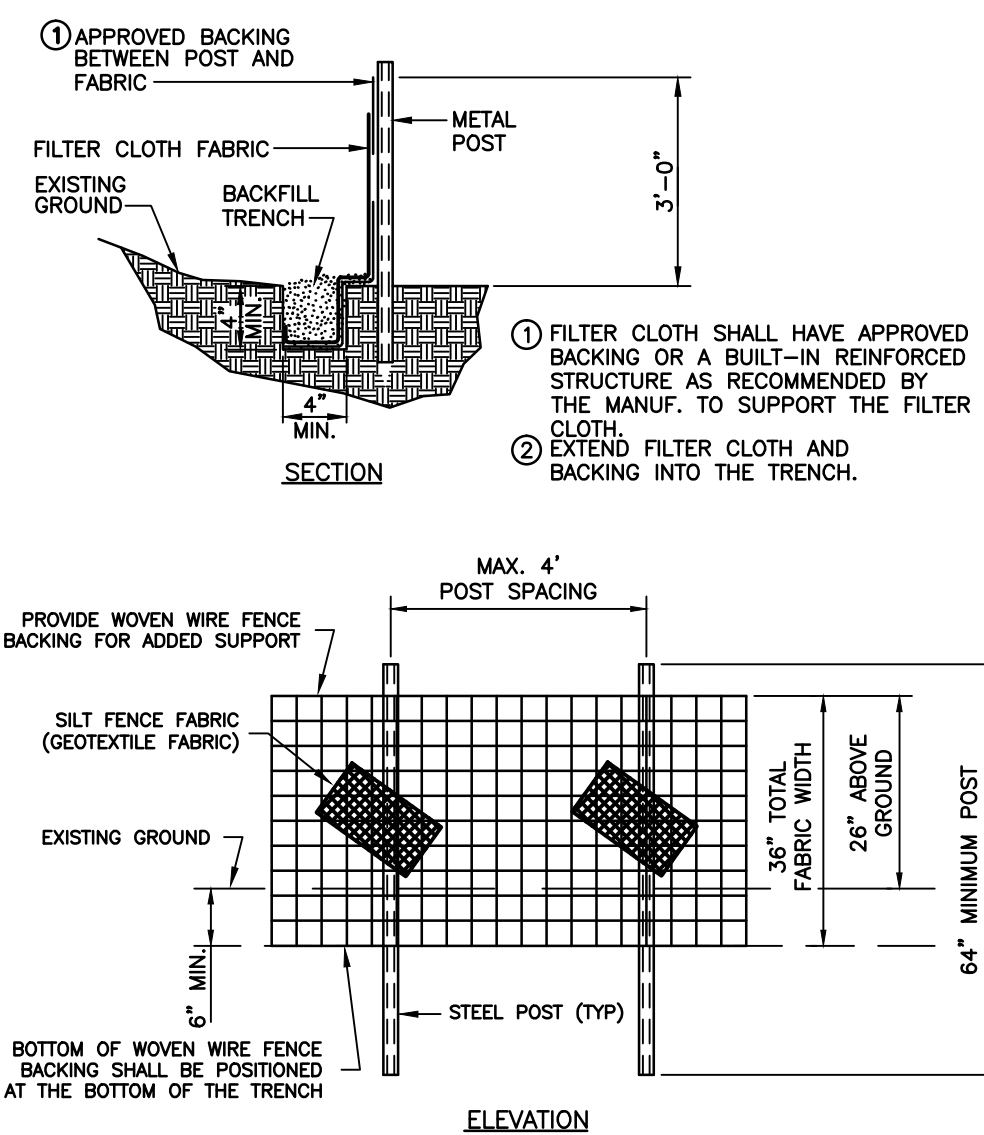 ① APPROVED BACKING
BETWEEN POST AND
FABRIC
METAL
POST
FILTER CLOTH FABRIC
EXISTING
GROUND
BACKFILL
TRENCH
3'-0"
4"
MIN.
4"
MIN.
SECTION
① FILTER CLOTH SHALL HAVE APPROVED
BACKING OR A BUILT-IN REINFORCED
STRUCTURE AS RECOMMENDED BY
THE MANUF. TO SUPPORT THE FILTER
CLOTH.
② EXTEND FILTER CLOTH AND
BACKING INTO THE TRENCH.
MAX. 4'
POST SPACING
PROVIDE WOVEN WIRE FENCE
BACKING FOR ADDED SUPPORT
SILT FENCE FABRIC
(GEOTEXTILE FABRIC)
EXISTING GROUND
36" TOTAL
FABRIC WIDTH
26" ABOVE
GROUND
64" MINIMUM POST
6" MIN.
STEEL POST (TYP)
BOTTOM OF WOVEN WIRE FENCE
BACKING SHALL BE POSITIONED
AT THE BOTTOM OF THE TRENCH
ELEVATION